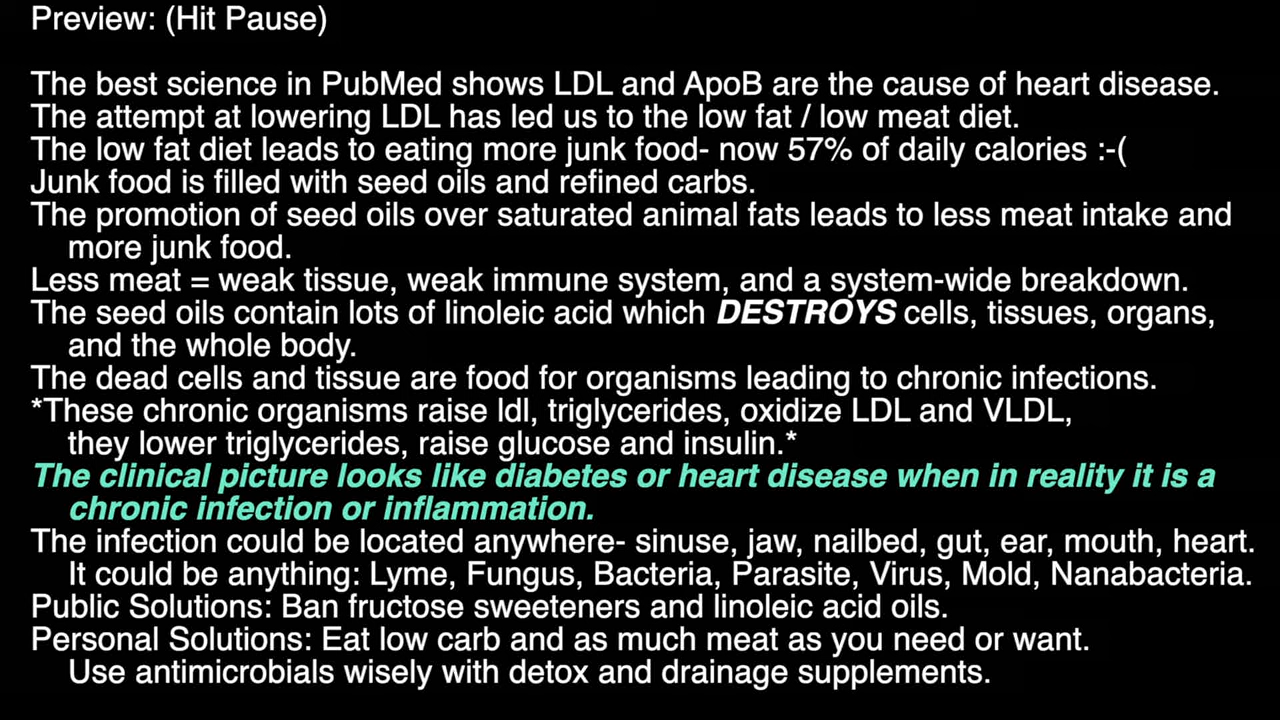 Preview: (Hit Pause)
The best science in PubMed shows LDL and ApoB are the cause of heart disease.
The attempt at lowering LDL has led us to the low fat / low meat diet.
The low fat diet leads to eating more junk food- now 57% of daily calories :-(
Junk food is filled with seed oils and refined carbs.
The promotion of seed oils over saturated animal fats leads to less meat intake and
more junk food.
Less meat = weak tissue, weak immune system, and a system-wide breakdown.
The seed oils contain lots of linoleic acid which DESTROYS cells, tissues, organs,
and the whole body.
The dead cells and tissue are food for organisms leading to chronic infections.
*These chronic organisms raise ldl, triglycerides, oxidize LDL and VLDL,
they lower triglycerides, raise glucose and insulin.*
The clinical picture looks like diabetes or heart disease when in reality it is a
chronic infection or inflammation.
The infection could be located anywhere- sinuse, jaw, nailbed, gut, ear, mouth, heart.
It could be anything: Lyme, Fungus, Bacteria, Parasite, Virus, Mold, Nanabacteria.
Public Solutions: Ban fructose sweeteners and linoleic acid oils.
Personal Solutions: Eat low carb and as much meat as you need or want.
Use antimicrobials wisely with detox and drainage supplements.